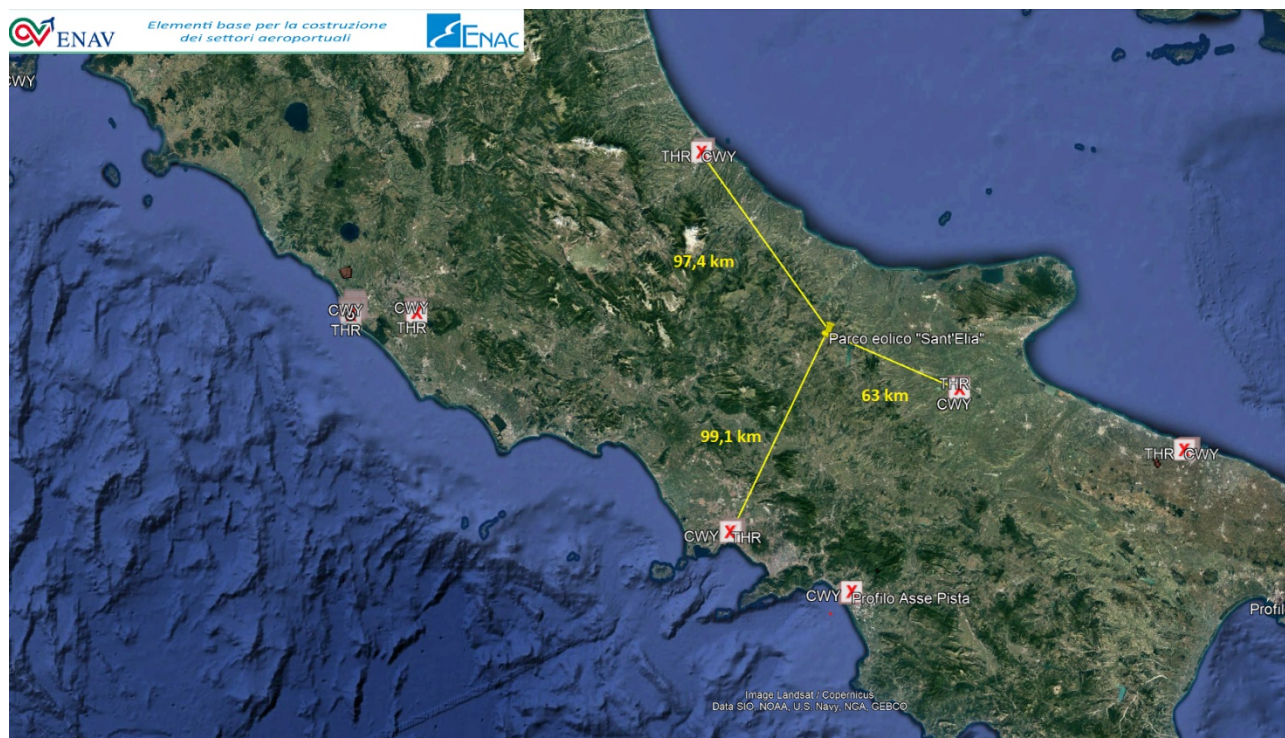 ENAV
Elementi base per la costruzione
dei settori aeroportuali
ENAC
CWY
THR CWY
97,4 km
CWY
THR
CWY
THR
Parco eolico "Sant'Elia"
THR
CWY
63 km
99,1 km
THR CWY
CWY THR
CWY Profilo Asse Pista
Profil
Image Landsat / Copernicus
Data SIO, NOAA, U.S. Navy, NGA, GEBCO